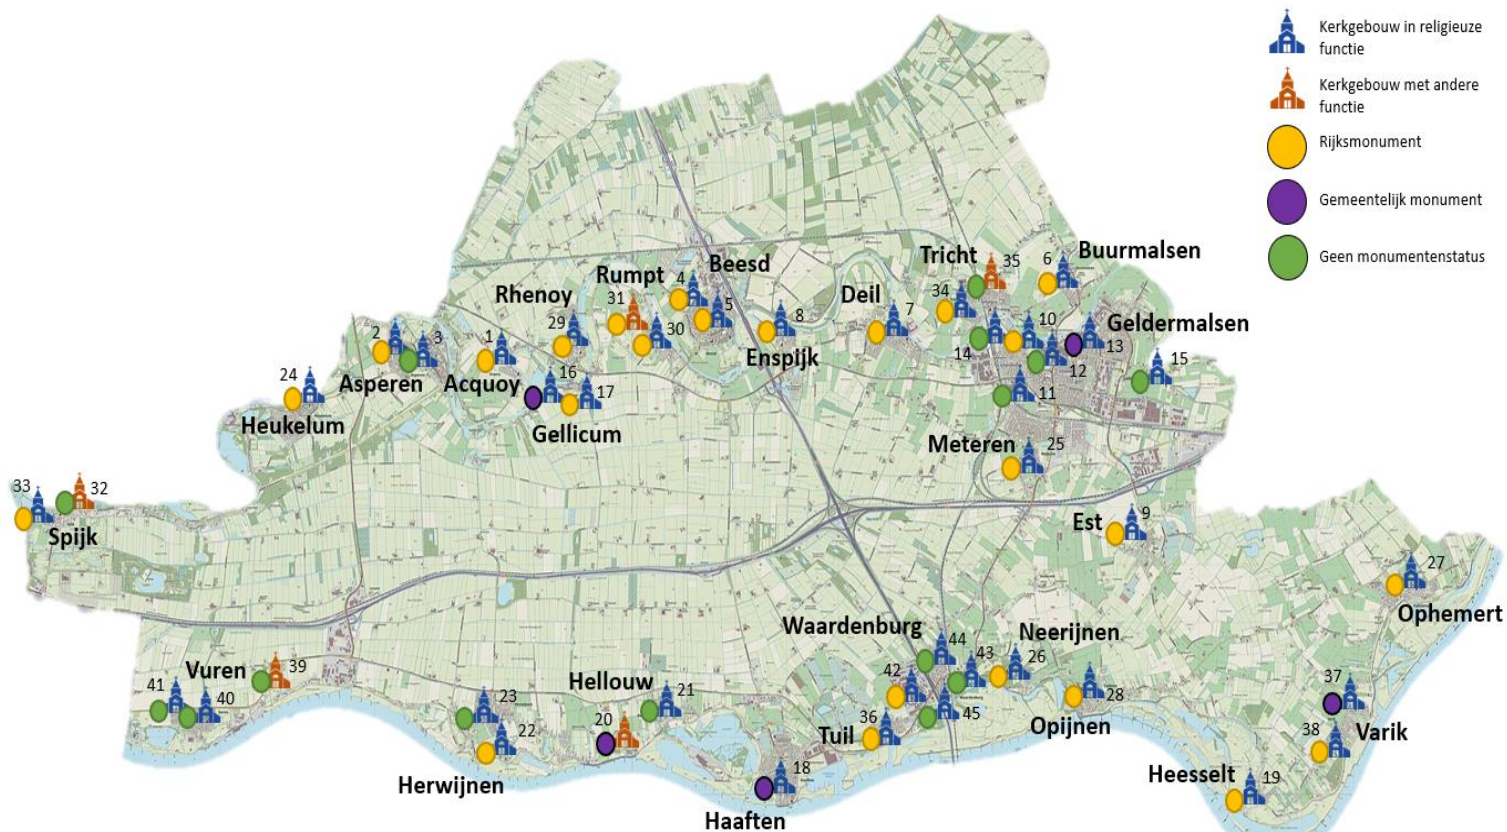 Kerkgebouw in religieuze
functie
Kerkgebouw met andere
functie
Rijksmonument
Gemeentelijk monument
Geen monumentenstatus
Tricht
35
6
Buurmalsen
Rumpt
4
Beesd
Rhenoy
31
Deil
34
29
30
5
8
7
10
Geldermalsen
2
3
1
Enspijk
14
13
12
15
24
Asperen
Acquoy
16
17
11
Heukelum
Gellicum
Meteren
25
33
32
Spijk
Est
9
27
Ophemert
Waardenburg
44
Neerijnen
Vuren
39
Hellouw
42
43
26
37
41
40
23
21
28
22
20
36
45
Tuil
Opijnen
38
Varik
Herwijnen
18
Heesselt
19
Haaften